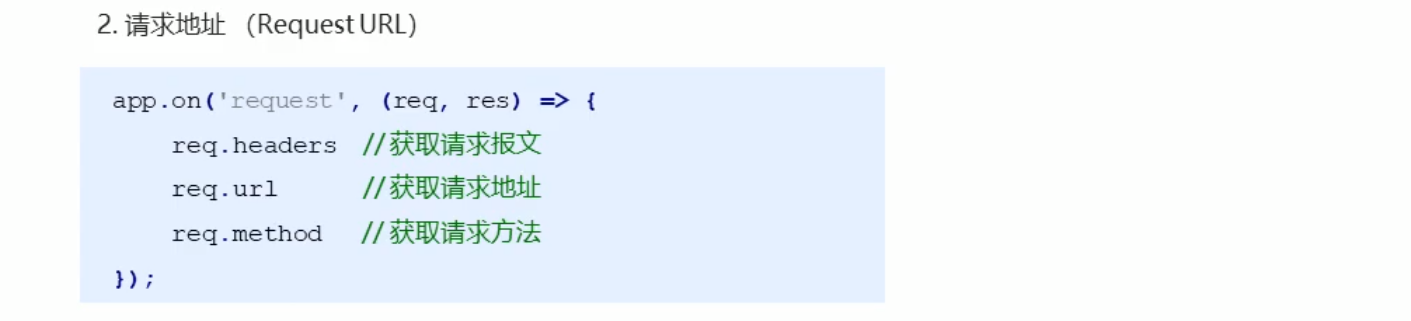 2. 请求地址 （Request URL）
app.on('request', (req, res) => {
    req.headers  //获取请求报文
    req.url      //获取请求地址
    req.method   //获取请求方法
});